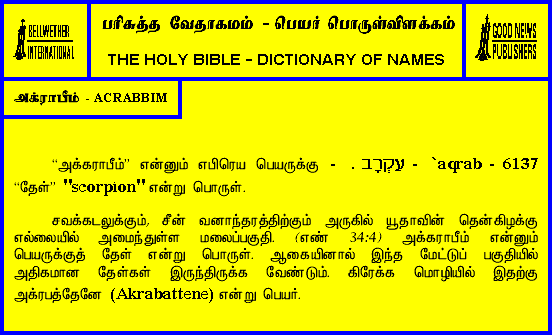 BELLWETHER
INTERNATIONAL
பரிசுத்த வேதாகமம் - பெயர் பொருள்விளக்கம்
THE HOLY BIBLE - DICTIONARY OF NAMES
GOOD NEWS
PUBLISHERS
அக்ராபீம் - ACRABBIM
“அக்கராபீம்” என்னும் எபிரெய பெயருக்கு - עַקְרָב . - `aqrab - 6137
“தேள்” "scorpion" என்று பொருள்.
சவக்கடலுக்கும், சீன் வனாந்தரத்திற்கும் அருகில் யூதாவின் தென்கிழக்கு
எல்லையில் அமைந்துள்ள மலைப்பகுதி. (எண் 34:4) அக்கராபீம் என்னும்
பெயருக்குத் தேள் என்று பொருள். ஆகையினால் இந்த மேட்டுப் பகுதியில்
அதிகமான தேள்கள் இருந்திருக்க வேண்டும். கிரேக்க மொழியில் இதற்கு
அக்ரபத்தேனே (Akrabattene) என்று பெயர்.